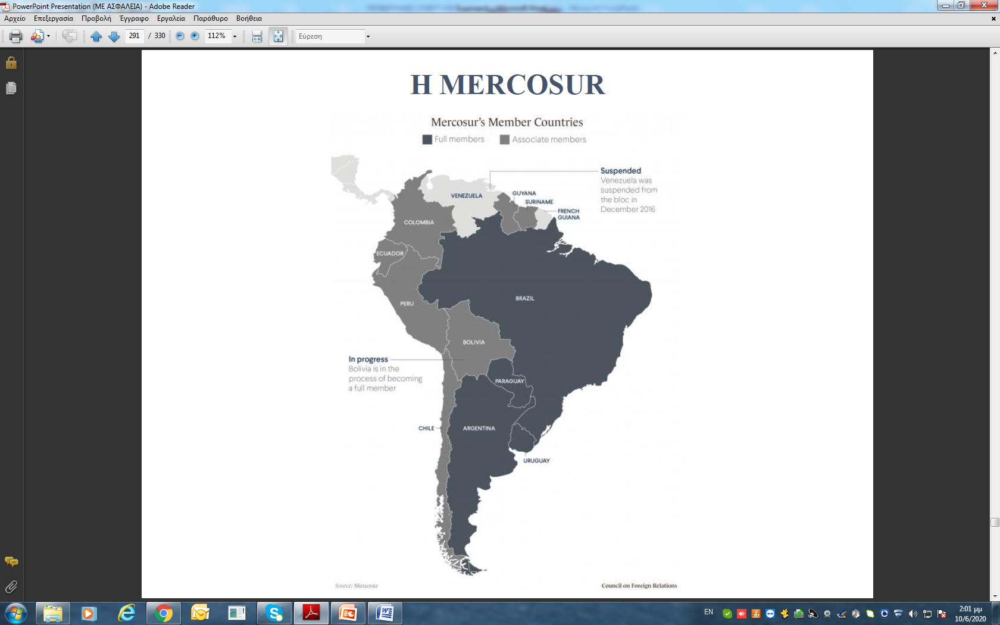 PowerPoint Presentation (ΜΕ ΑΣΦΑΛΕΙΑ) - Adobe Reader
Αρχείο Επεξεργασία Προβολή Έγγραφο Εργαλεία Παράθυρο Βοήθεια
291 / 330 112% Εύρεση
Η MERCOSUR
Mercosur's Member Countries
Full members Associate members
Suspended
Venezuela was
suspended from
the bloc in
December 2016
VENEZUELA
GUYANA
SURINAME
FRENCH
GUIANA
COLOMBIA
ECUADOR
BRAZIL
PERU
BOLIVIA
In progress
Bolivia is in the
process of becoming
a full member
PARAGUAY
CHILE
ARGENTINA
URUGUAY
Source: Mercosur
Council on Foreign Relations
EN
2:01 μμ
10/6/2020